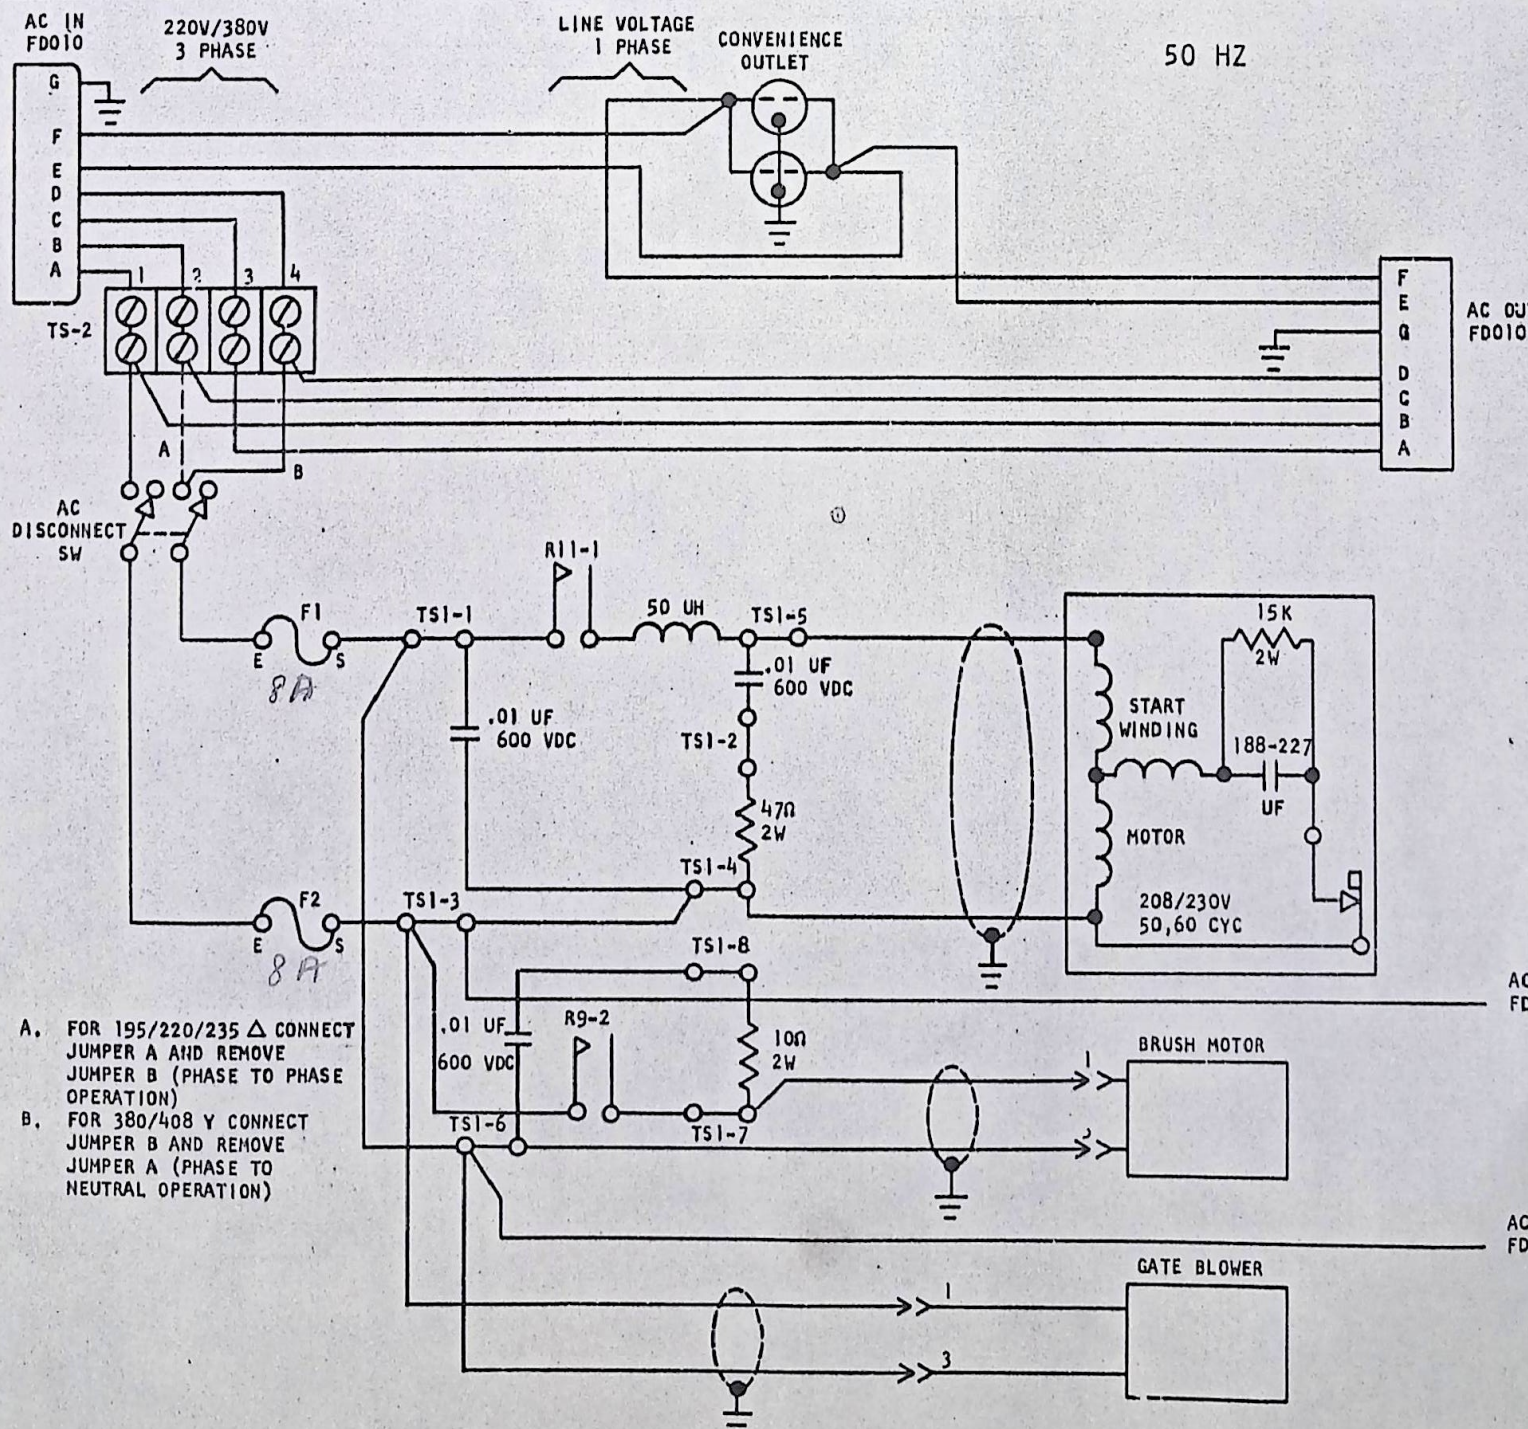 AC IN
FD010
220V/380V
3 PHASE
LINE VOLTAGE
1 PHASE
CONVENIENCE
OUTLET
50 HZ
G
F
E
D
C
B
A
1
2
3
4
TS-2
F
E
G
D
C
B
A
AC OU
FD010
A
B
AC
DISCONNECT
SW
R11-1
F1
E
S
8A
TS1-1
50 UH
TS1-5
.01 UF
600 VDC
.01 UF
600 VDC
TS1-2
47Ω
2W
TS1-4
15K
2W
START
WINDING
188-227
UF
MOTOR
208/230V
50,60 CYC
F2
E
S
8A
TS1-3
TS1-8
AC
FD
A. FOR 195/220/235 Δ CONNECT
JUMPER A AND REMOVE
JUMPER B (PHASE TO PHASE
OPERATION)
B. FOR 380/408 Y CONNECT
JUMPER B AND REMOVE
JUMPER A (PHASE TO
NEUTRAL OPERATION)
.01 UF
600 VDC
R9-2
10Ω
2W
TS1-6
TS1-7
BRUSH MOTOR
1
AC
FD
GATE BLOWER
1
3